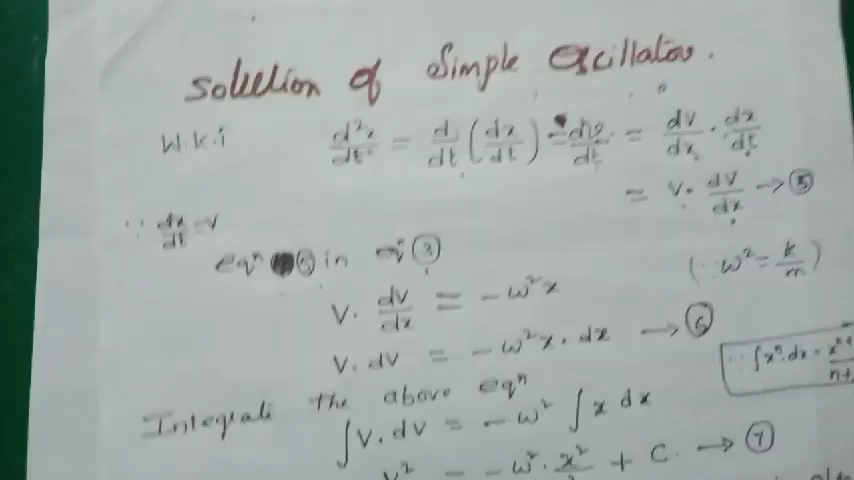 Solution of Simple Oscillator.
W.k.t d²x/dt² = d/dt (dx/dt) = dv/dt = dv/dx · dx/dt
= v. dv/dx → ⑤
∵ dx/dt = v
eqⁿ ⑤ in eqⁿ ③
(∵ ω² = k/m)
v. dv/dx = -ω²x
v. dv = -ω²x. dx → ⑥
∵ ∫xⁿ. dx = xⁿ⁺¹/n+1
Integrate the above eqⁿ
∫v. dv = -ω² ∫x dx
v² = -ω². x²/ + C. → ⑦